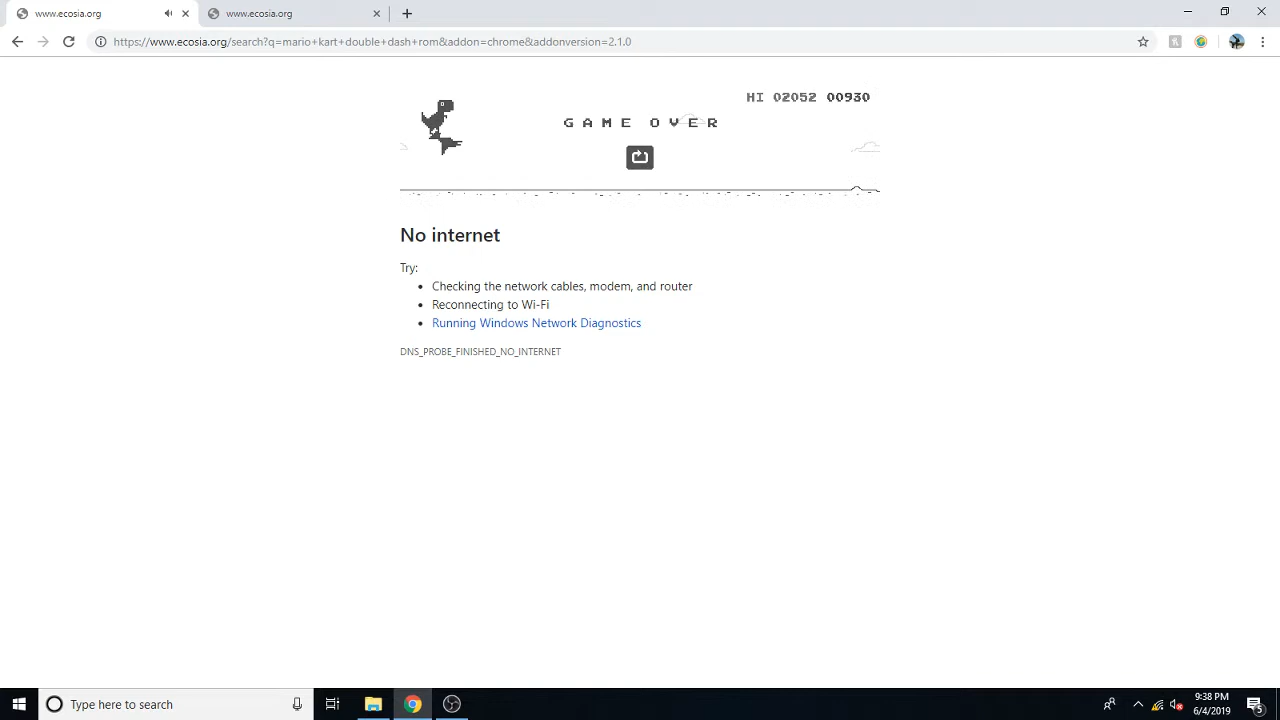 www.ecosia.org
www.ecosia.org
https://www.ecosia.org/search?q=mario+kart+double+dash+rom&addon=chrome&addonversion=2.1.0
HI 02052 00930
GAME OVER
No internet
Try:
Checking the network cables, modem, and router
Reconnecting to Wi-Fi
Running Windows Network Diagnostics
DNS_PROBE_FINISHED_NO_INTERNET
Type here to search
9:38 PM
6/4/2019